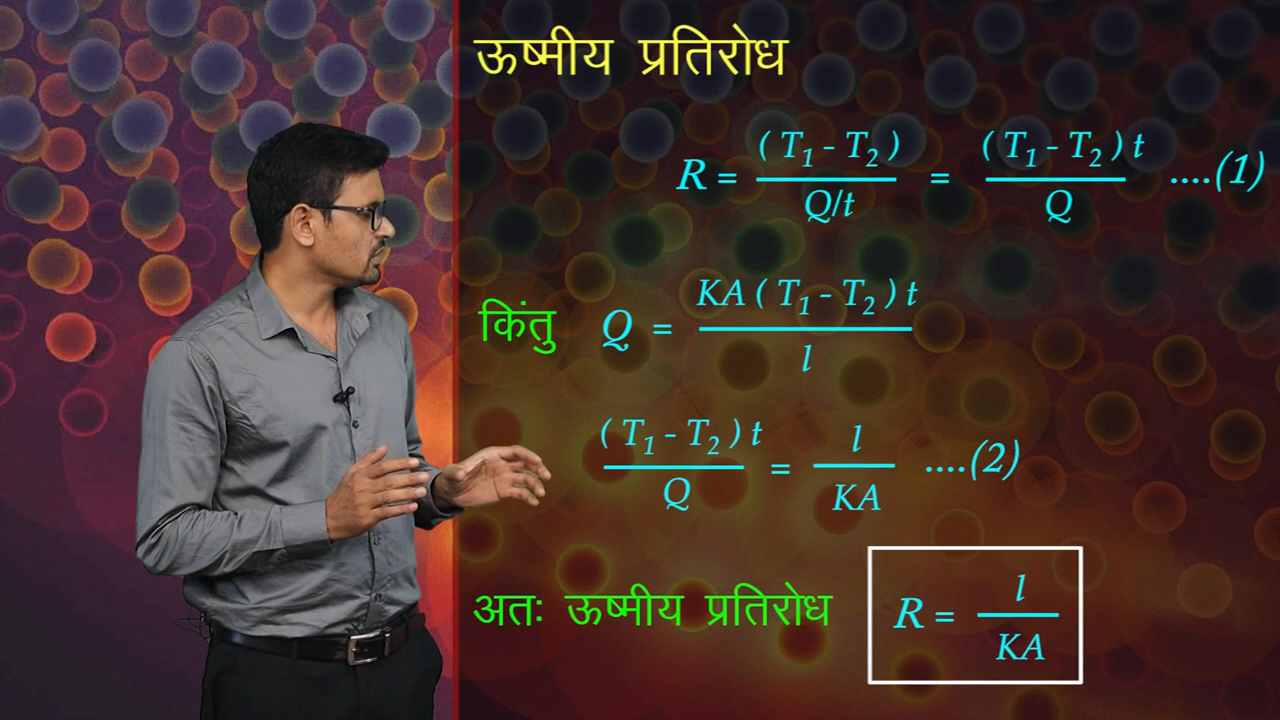 ऊष्मीय प्रतिरोध
R = ( T₁ - T₂ ) / Q/t = ( T₁ - T₂ ) t / Q ....(1)
किंतु Q = KA ( T₁ - T₂ ) t / l
( T₁ - T₂ ) t / Q = l / KA ....(2)
अतः ऊष्मीय प्रतिरोध R = l / KA